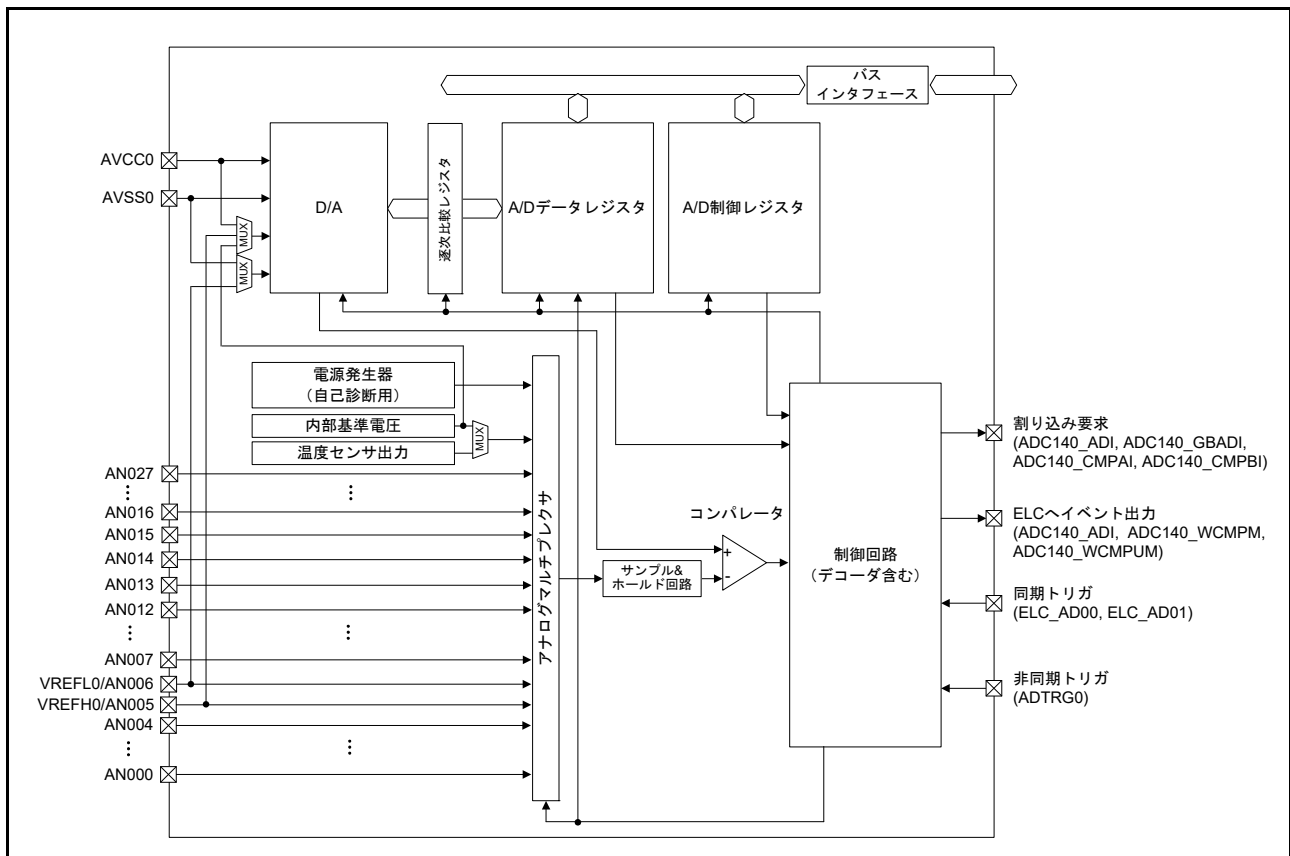 バス
インタフェース
AVCC0
AVSS0
MUX
MUX
D/A
逐次比較レジスタ
A/Dデータレジスタ
A/D制御レジスタ
電源発生器
（自己診断用）
内部基準電圧
温度センサ出力
MUX
AN027
AN016
AN015
AN014
AN013
AN012
AN007
VREFL0/AN006
VREFH0/AN005
AN004
AN000
アナログマルチプレクサ
サンプル&
ホールド回路
コンパレータ
+
-
制御回路
（デコーダ含む）
割り込み要求
(ADC140_ADI, ADC140_GBADI,
ADC140_CMPAI, ADC140_CMPBI)
ELCへイベント出力
(ADC140_ADI, ADC140_WCMPM,
ADC140_WCMPUM)
同期トリガ
(ELC_AD00, ELC_AD01)
非同期トリガ
(ADTRG0)